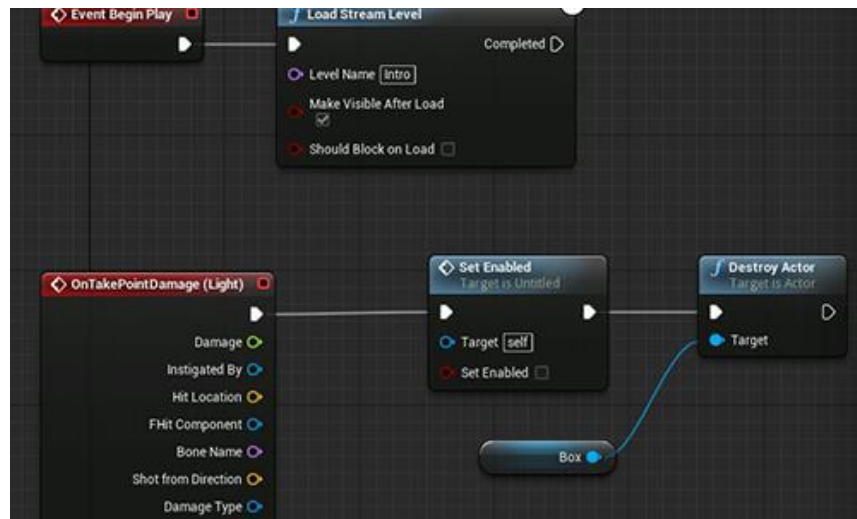 Event Begin Play
Load Stream Level
Completed
Level Name Intro
Make Visible After Load
Should Block on Load
OnTakePointDamage (Light)
Damage
Instigated By
Hit Location
FHit Component
Bone Name
Shot from Direction
Damage Type
Set Enabled
Target is Untitled
Target self
Set Enabled
Box
f Destroy Actor
Target is Actor
Target